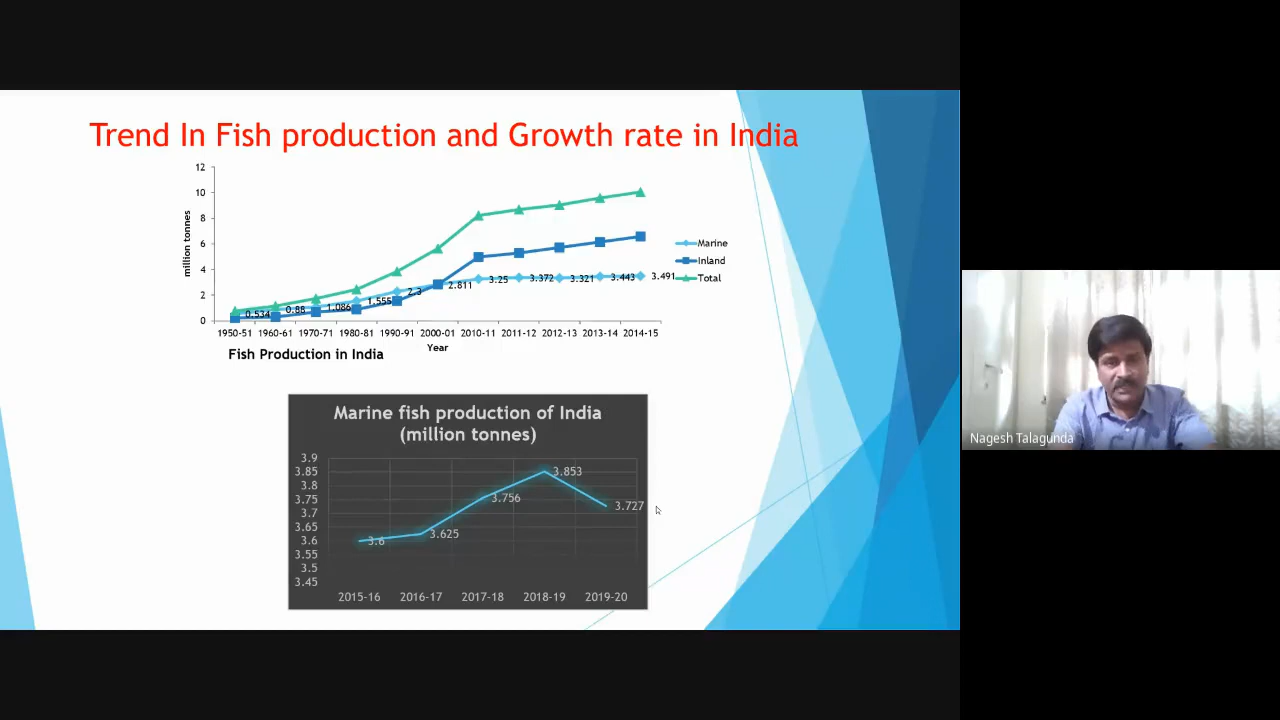 Trend In Fish production and Growth rate in India
12
10
8
6
4
2
0
million tonnes
0.534 0.88 1.086 1.555 2.3 2.811 3.25 3.372 3.321 3.443 3.491
Marine
Inland
Total
1950-51 1960-61 1970-71 1980-81 1990-91 2000-01 2010-11 2011-12 2012-13 2013-14 2014-15
Year
Fish Production in India
Marine fish production of India
(million tonnes)
3.9
3.85
3.8
3.75
3.7
3.65
3.6
3.55
3.5
3.45
3.6 3.625 3.756 3.853 3.727
2015-16 2016-17 2017-18 2018-19 2019-20
Nagesh Talagunda